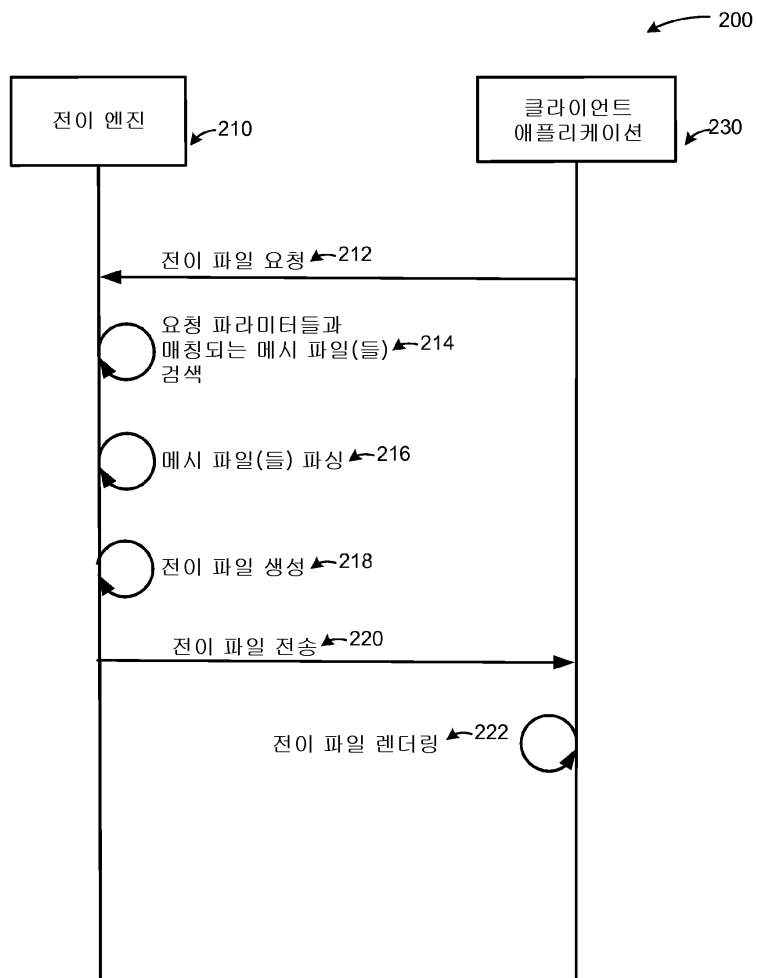 200
전이 엔진
210
클라이언트
애플리케이션
230
전이 파일 요청
212
요청 파라미터들과
매칭되는 메시 파일(들)
검색
214
메시 파일(들) 파싱
216
전이 파일 생성
218
전이 파일 전송
220
전이 파일 렌더링
222